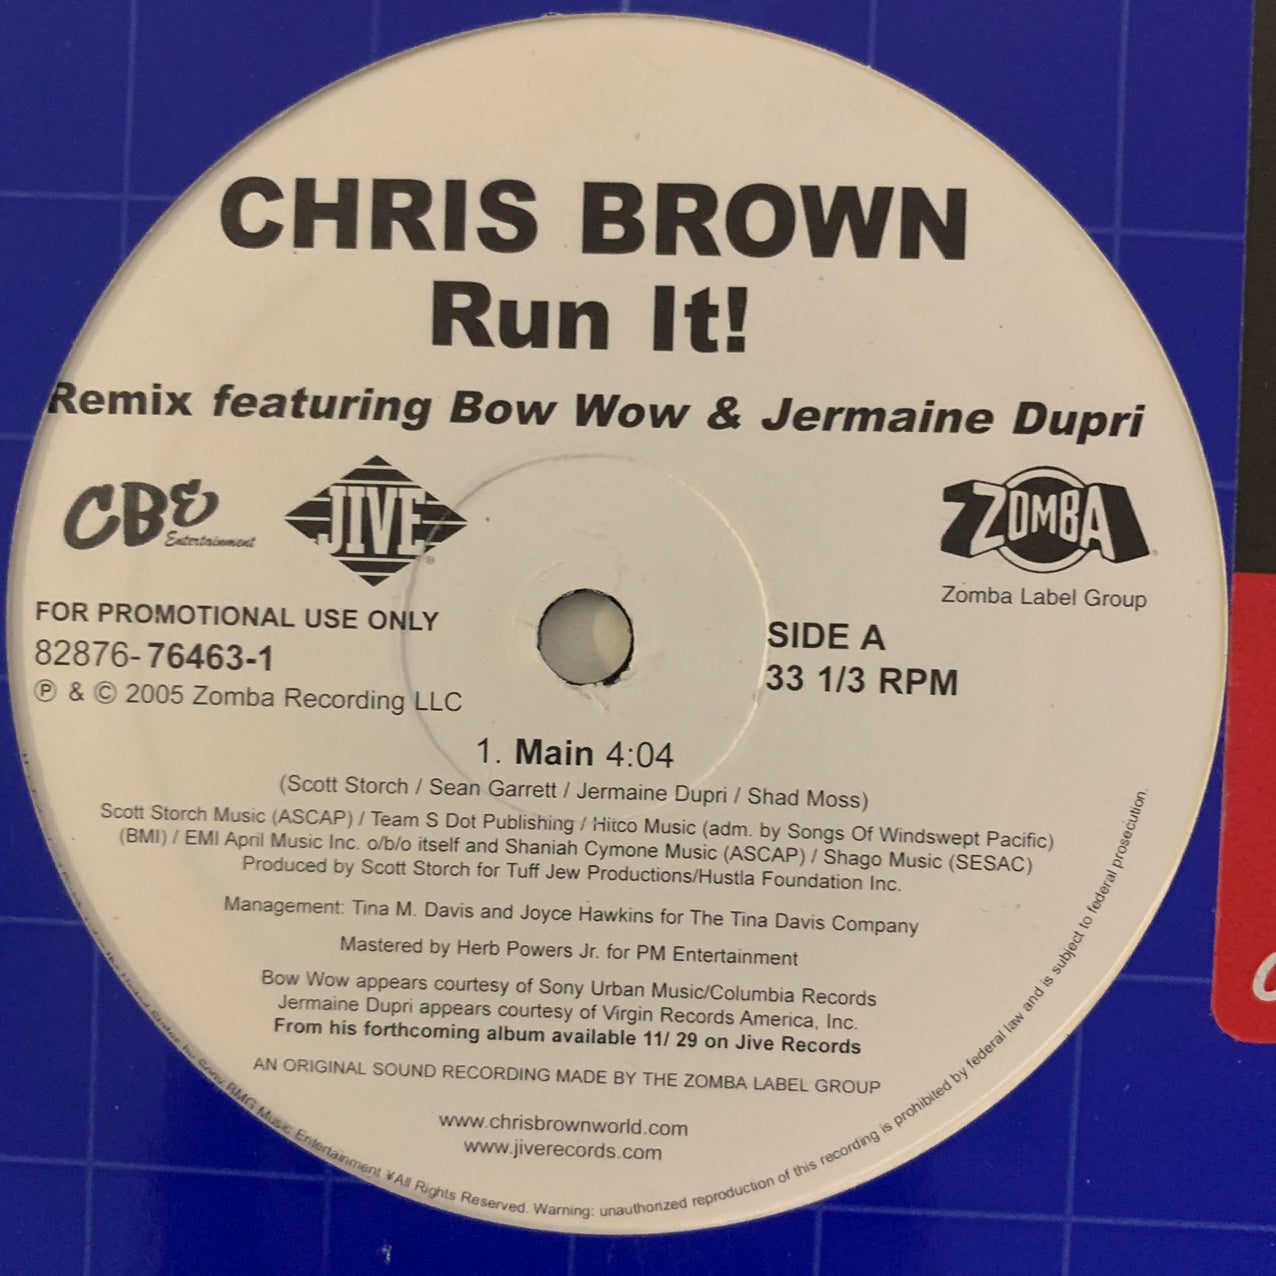 CHRIS BROWN
Run It!
Remix featuring Bow Wow & Jermaine Dupri
CBE
Entertainment
JIVE®
ZOMBA
Zomba Label Group
FOR PROMOTIONAL USE ONLY
82876-76463-1
℗ & © 2005 Zomba Recording LLC
SIDE A
33 1/3 RPM
1. Main 4:04
(Scott Storch / Sean Garrett / Jermaine Dupri / Shad Moss)
Scott Storch Music (ASCAP) / Team S Dot Publishing / Hitco Music (adm. by Songs Of Windswept Pacific)
(BMI) / EMI April Music Inc. o/b/o itself and Shaniah Cymone Music (ASCAP) / Shago Music (SESAC)
Produced by Scott Storch for Tuff Jew Productions/Hustla Foundation Inc.
Management: Tina M. Davis and Joyce Hawkins for The Tina Davis Company
Mastered by Herb Powers Jr. for PM Entertainment
Bow Wow appears courtesy of Sony Urban Music/Columbia Records
Jermaine Dupri appears courtesy of Virgin Records America, Inc.
From his forthcoming album available 11/ 29 on Jive Records
AN ORIGINAL SOUND RECORDING MADE BY THE ZOMBA LABEL GROUP
www.chrisbrownworld.com
www.jiverecords.com
by Sony BMG Music Entertainment ¥All Rights Reserved. Warning: unauthorized reproduction of this recording is prohibited by federal law and is subject to federal prosecution.